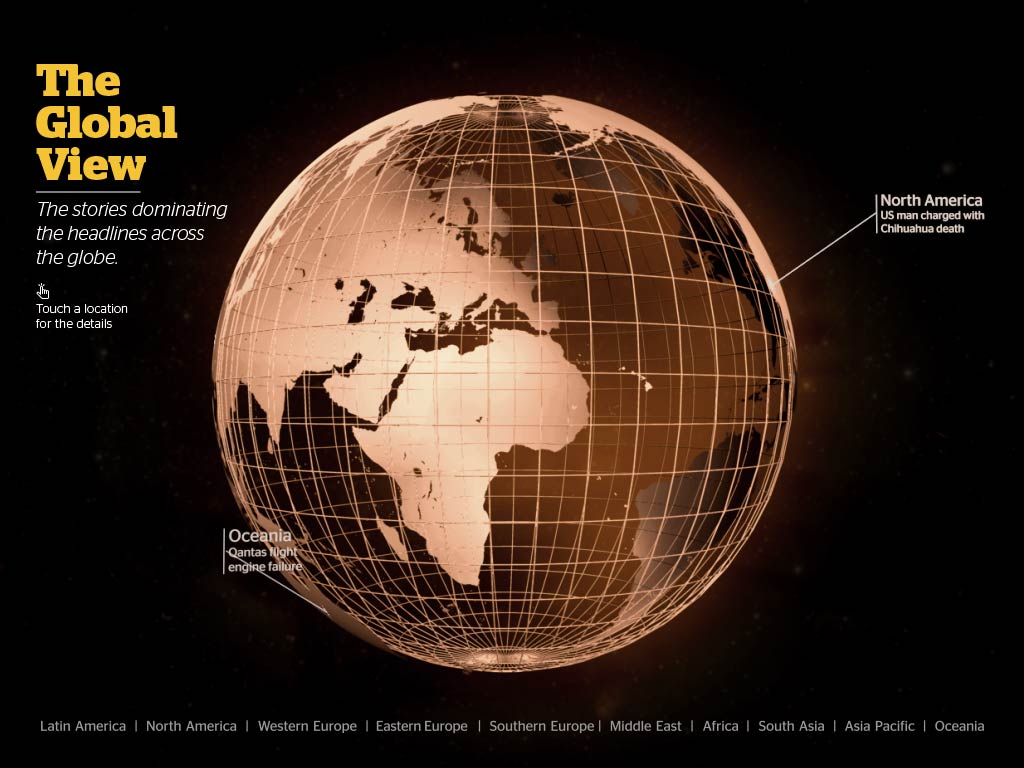 The
Global
View
The stories dominating
the headlines across
the globe.
Touch a location
for the details
North America
US man charged with
Chihuahua death
Oceania
Qantas flight
engine failure
Latin America | North America | Western Europe | Eastern Europe | Southern Europe | Middle East | Africa | South Asia | Asia Pacific | Oceania